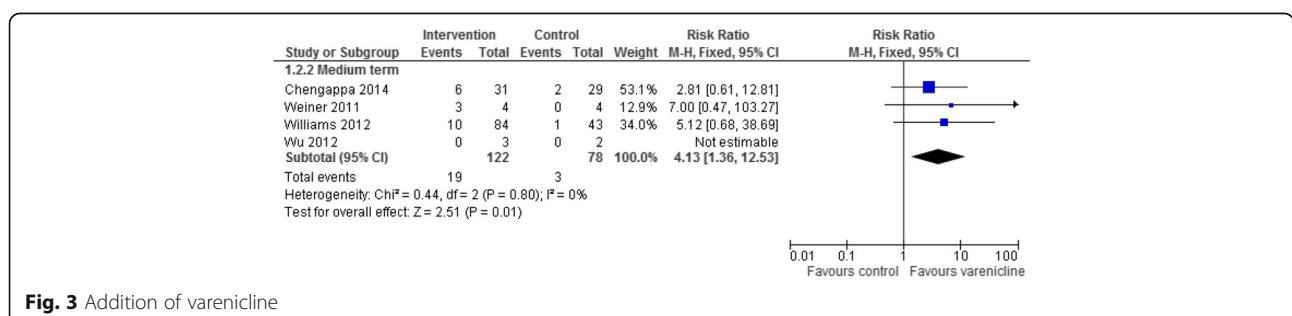 Intervention Control Risk Ratio Risk Ratio
Study or Subgroup Events Total Events Total Weight M-H, Fixed, 95% CI M-H, Fixed, 95% CI
1.2.2 Medium term
Chengappa 2014 6 31 2 29 53.1% 2.81 [0.61, 12.81]
Weiner 2011 3 4 0 4 12.9% 7.00 [0.47, 103.27]
Williams 2012 10 84 1 43 34.0% 5.12 [0.68, 38.69]
Wu 2012 0 3 0 2 Not estimable
Subtotal (95% CI) 122 78 100.0% 4.13 [1.36, 12.53]
Total events 19 3
Heterogeneity: Chi² = 0.44, df = 2 (P = 0.80); I² = 0%
Test for overall effect: Z = 2.51 (P = 0.01)
0.01 0.1 1 10 100
Favours control Favours varenicline
Fig. 3 Addition of varenicline